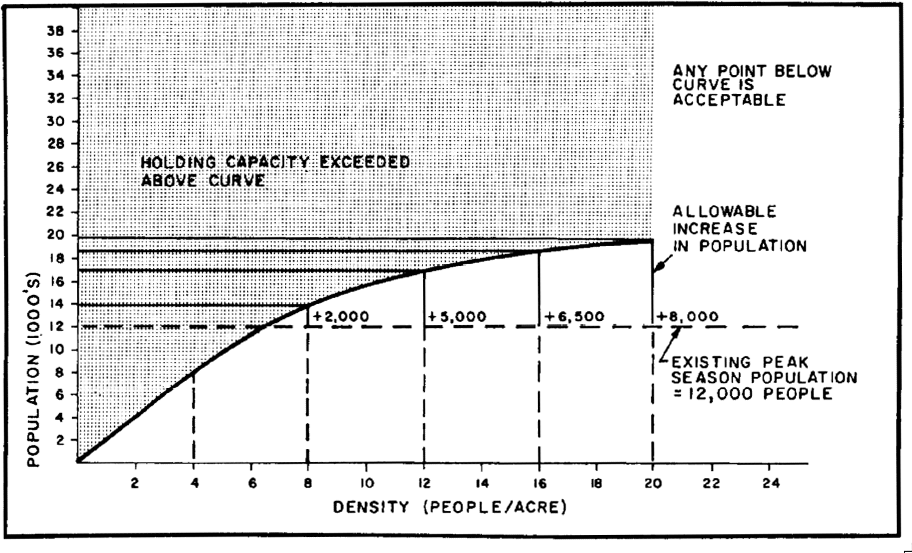 38
36
34
32
30
28
26
24
22
20
18
16
14
12
10
8
6
4
2
POPULATION (1000'S)
ANY POINT BELOW
CURVE IS
ACCEPTABLE
HOLDING CAPACITY EXCEEDED
ABOVE CURVE
ALLOWABLE
INCREASE
IN POPULATION
+2,000
+5,000
+6,500
+8,000
EXISTING PEAK
SEASON POPULATION
=12,000 PEOPLE
2 4 6 8 10 12 14 16 18 20 22 24
DENSITY (PEOPLE/ACRE)